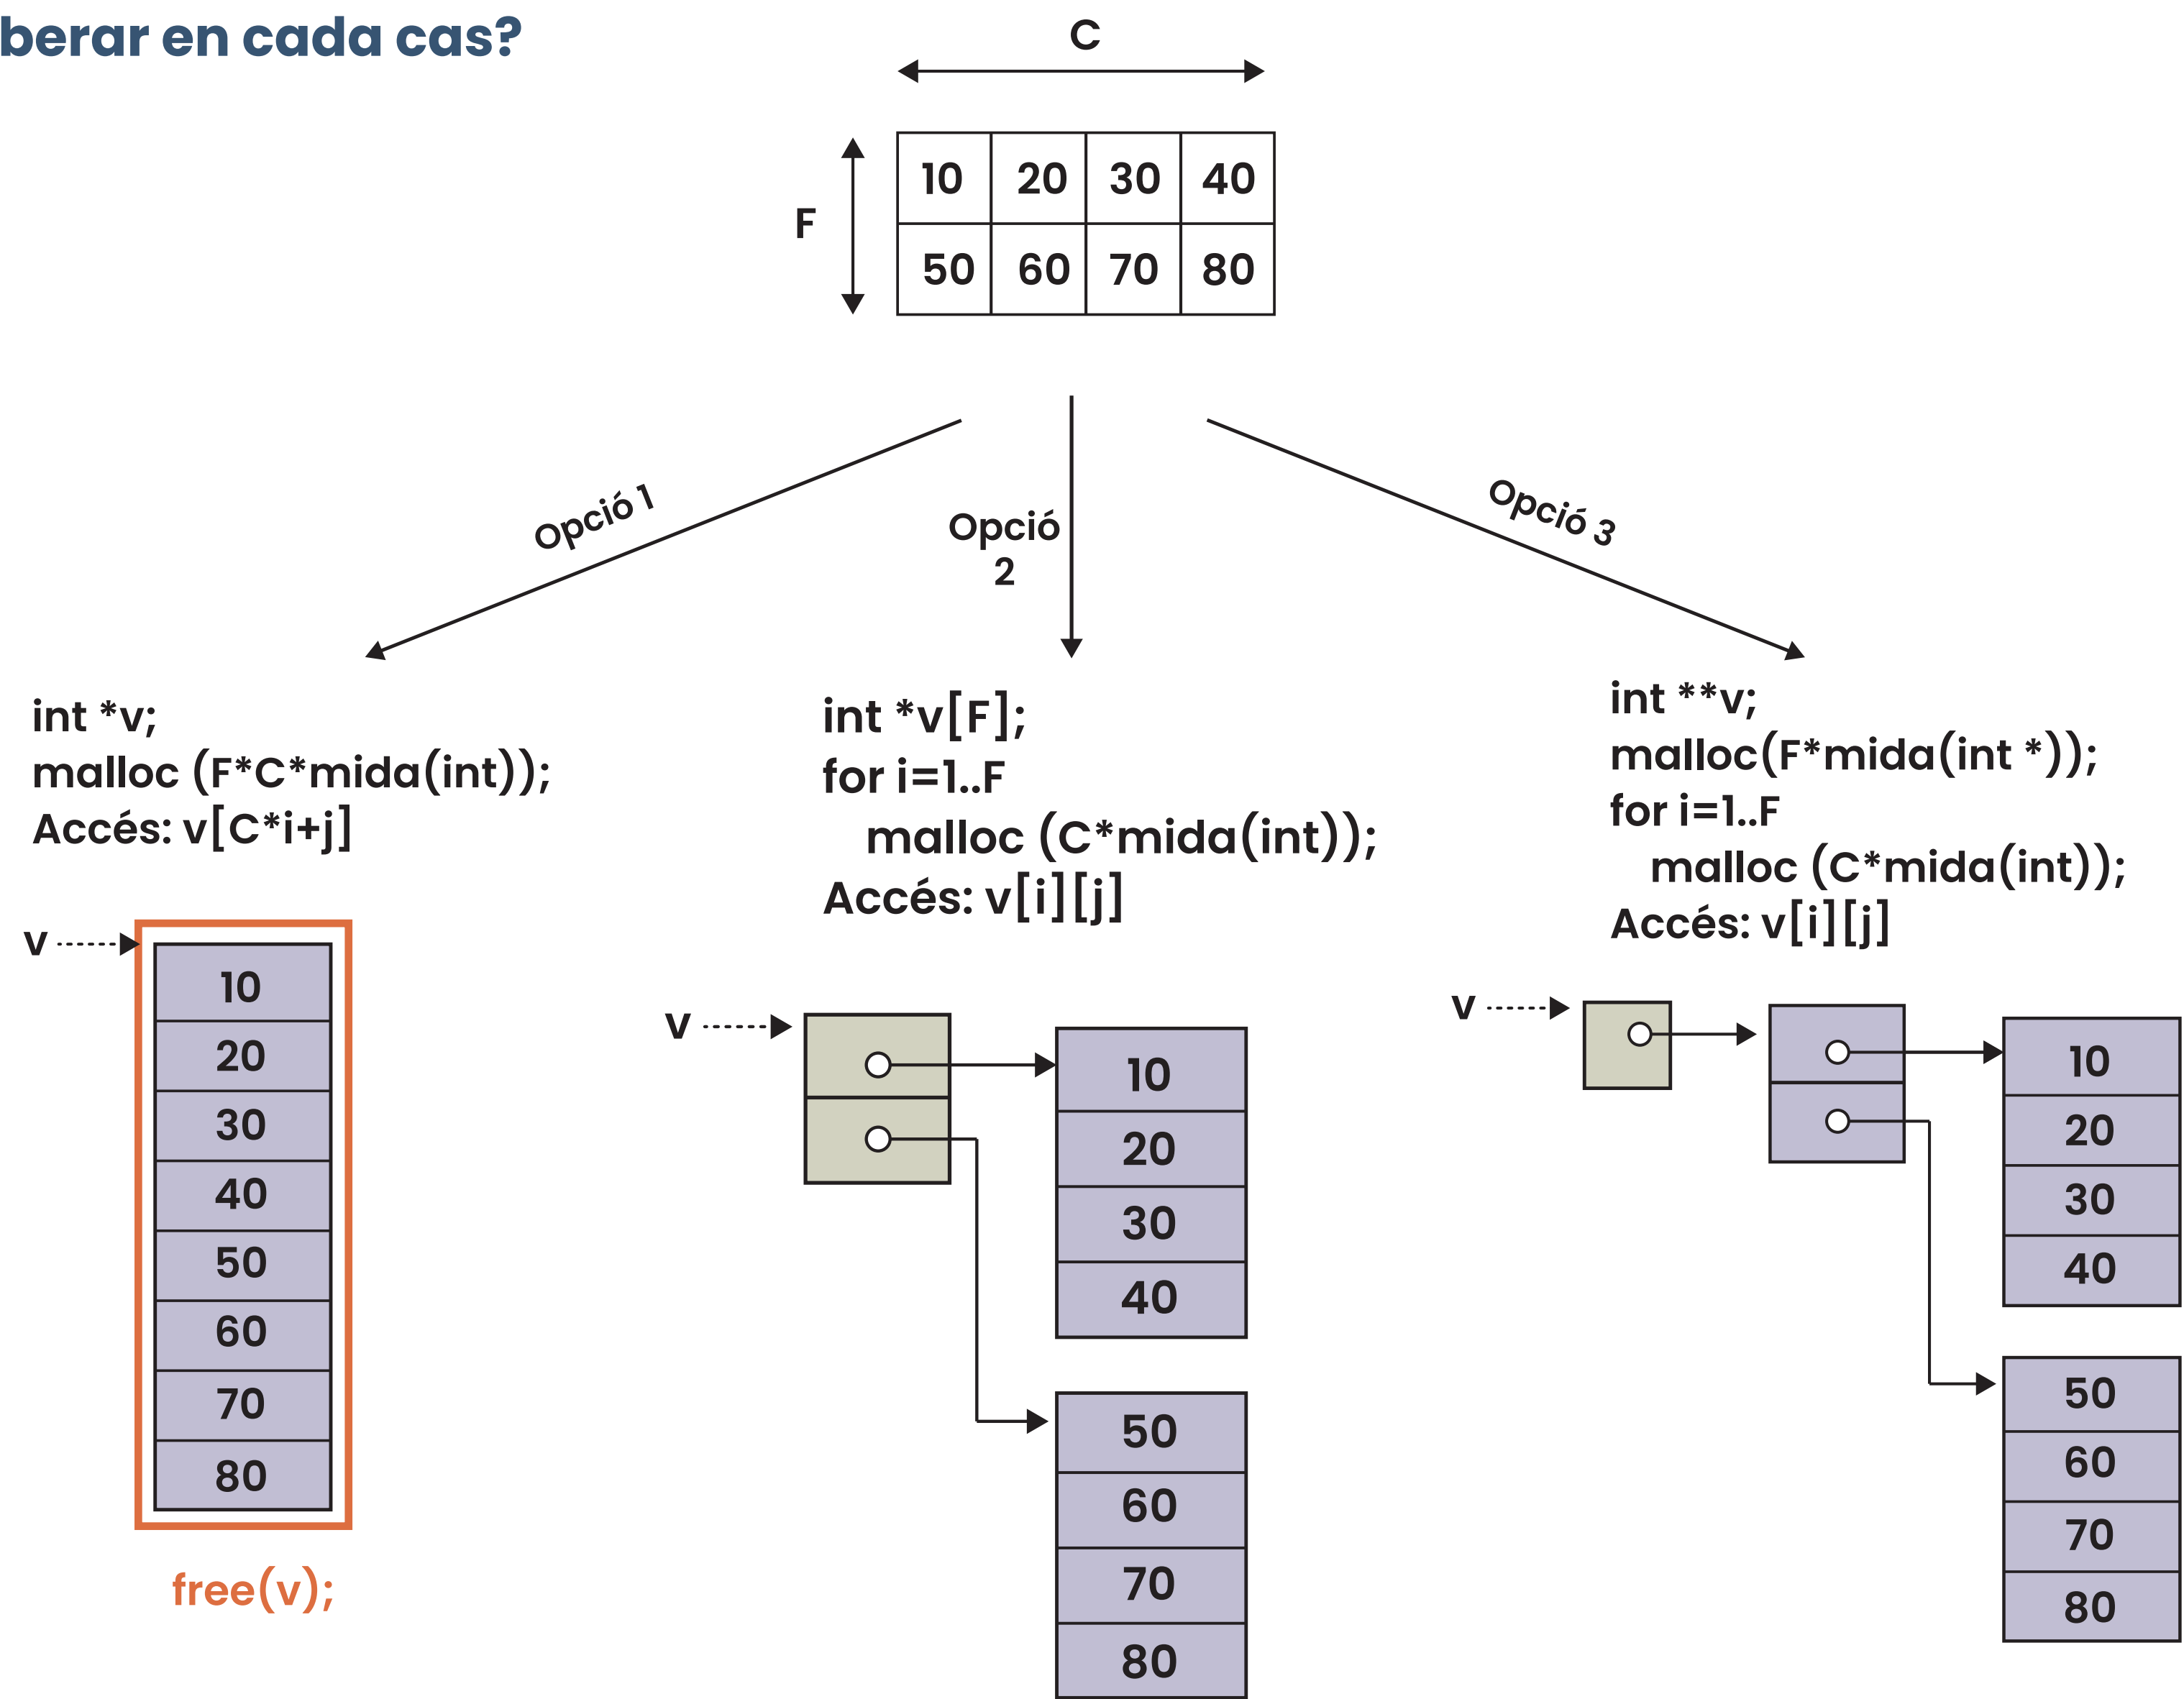 berar en cada cas?
C
F
10 20 30 40
50 60 70 80
Opció 1
Opció
2
Opció 3
int *v;
malloc (F*C*mida(int));
Accés: v[C*i+j]
v
10
20
30
40
50
60
70
80
free(v);
int *v[F];
for i=1..F
malloc (C*mida(int));
Accés: v[i][j]
v
10
20
30
40
50
60
70
80
int **v;
malloc(F*mida(int *));
for i=1..F
malloc (C*mida(int));
Accés: v[i][j]
v
10
20
30
40
50
60
70
80